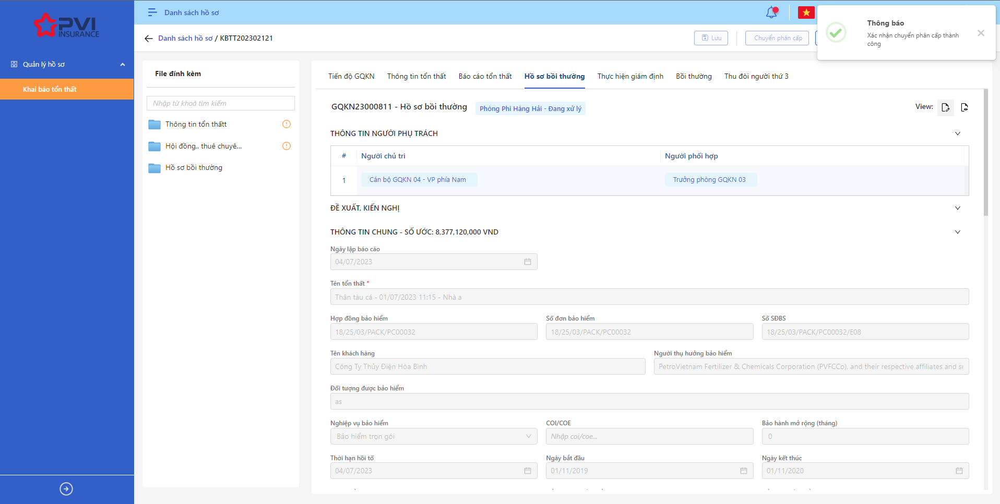 PVI
INSURANCE
Quản lý hồ sơ
Khai báo tổn thất
Danh sách hồ sơ
Danh sách hồ sơ / KBTT202302121
Lưu
Chuyển phân cấp
Thông báo
Xác nhận chuyển phân cấp thành
công
File đính kèm
Nhập từ khoá tìm kiếm
Thông tin tổn thấtt
Hội đồng,. thuê chuyê...
Hồ sơ bồi thường
Tiến độ GQKN
Thông tin tổn thất
Báo cáo tổn thất
Hồ sơ bồi thường
Thực hiện giám định
Bồi thường
Thu đòi người thứ 3
GQKN23000811 - Hồ sơ bồi thường
Phòng Phi Hàng Hải - Đang xử lý
View:
THÔNG TIN NGƯỜI PHỤ TRÁCH
# Người chủ trì Người phối hợp
1 Cán bộ GQKN 04 - VP phía Nam Trưởng phòng GQKN 03
ĐỀ XUẤT, KIẾN NGHỊ
THÔNG TIN CHUNG - SỐ ƯỚC: 8,377,120,000 VND
Ngày lập báo cáo
04/07/2023
Tên tổn thất *
Thân tàu cá - 01/07/2023 11:15 - Nhà a
Hợp đồng bảo hiểm Số đơn bảo hiểm Số SĐBS
18/25/03/PACK/PC00032 18/25/03/PACK/PC00032 18/25/03/PACK/PC00032/E08
Tên khách hàng Người thụ hưởng bảo hiểm
Công Ty Thủy Điện Hòa Bình PetroVietnam Fertilizer & Chemicals Corporation (PVFCCo), and their respective affiliates and
Đối tượng được bảo hiểm
as
Nghiệp vụ bảo hiểm COI/COE Bảo hành mở rộng (tháng)
Bảo hiểm trọn gói Nhập coi/coe... 0
Thời hạn hồi tố Ngày bắt đầu Ngày kết thúc
04/07/2023 01/11/2019 01/11/2020